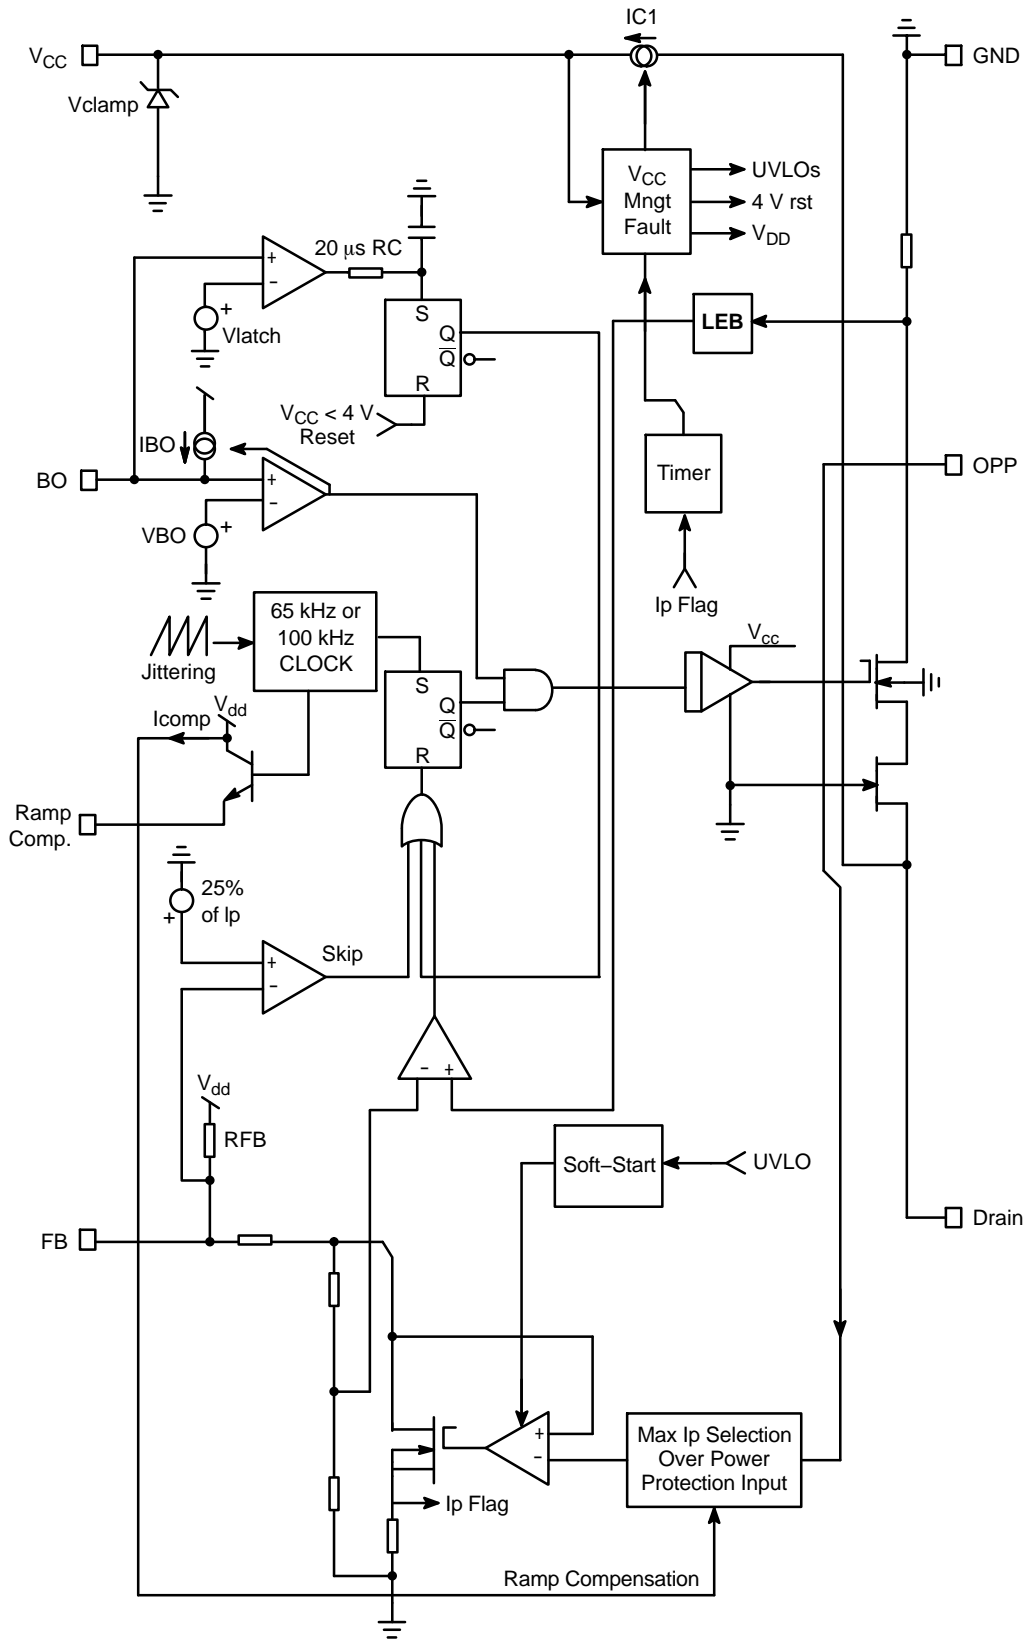 IC1
VCC
GND
Vclamp
VCC
Mngt
Fault
UVLOs
4 V rst
VDD
20 μs RC
+
−
+
Vlatch
S
Q
Q
R
LEB
VCC < 4 V
Reset
IBO
BO
+
−
VBO
+
Timer
OPP
Ip Flag
65 kHz or
100 kHz
CLOCK
Jittering
Vcc
S
Q
Q
R
Icomp
Vdd
Ramp
Comp.
25%
of Ip
+
Skip
+
−
− +
Vdd
RFB
Soft−Start
UVLO
FB
Drain
+
−
Max Ip Selection
Over Power
Protection Input
Ip Flag
Ramp Compensation